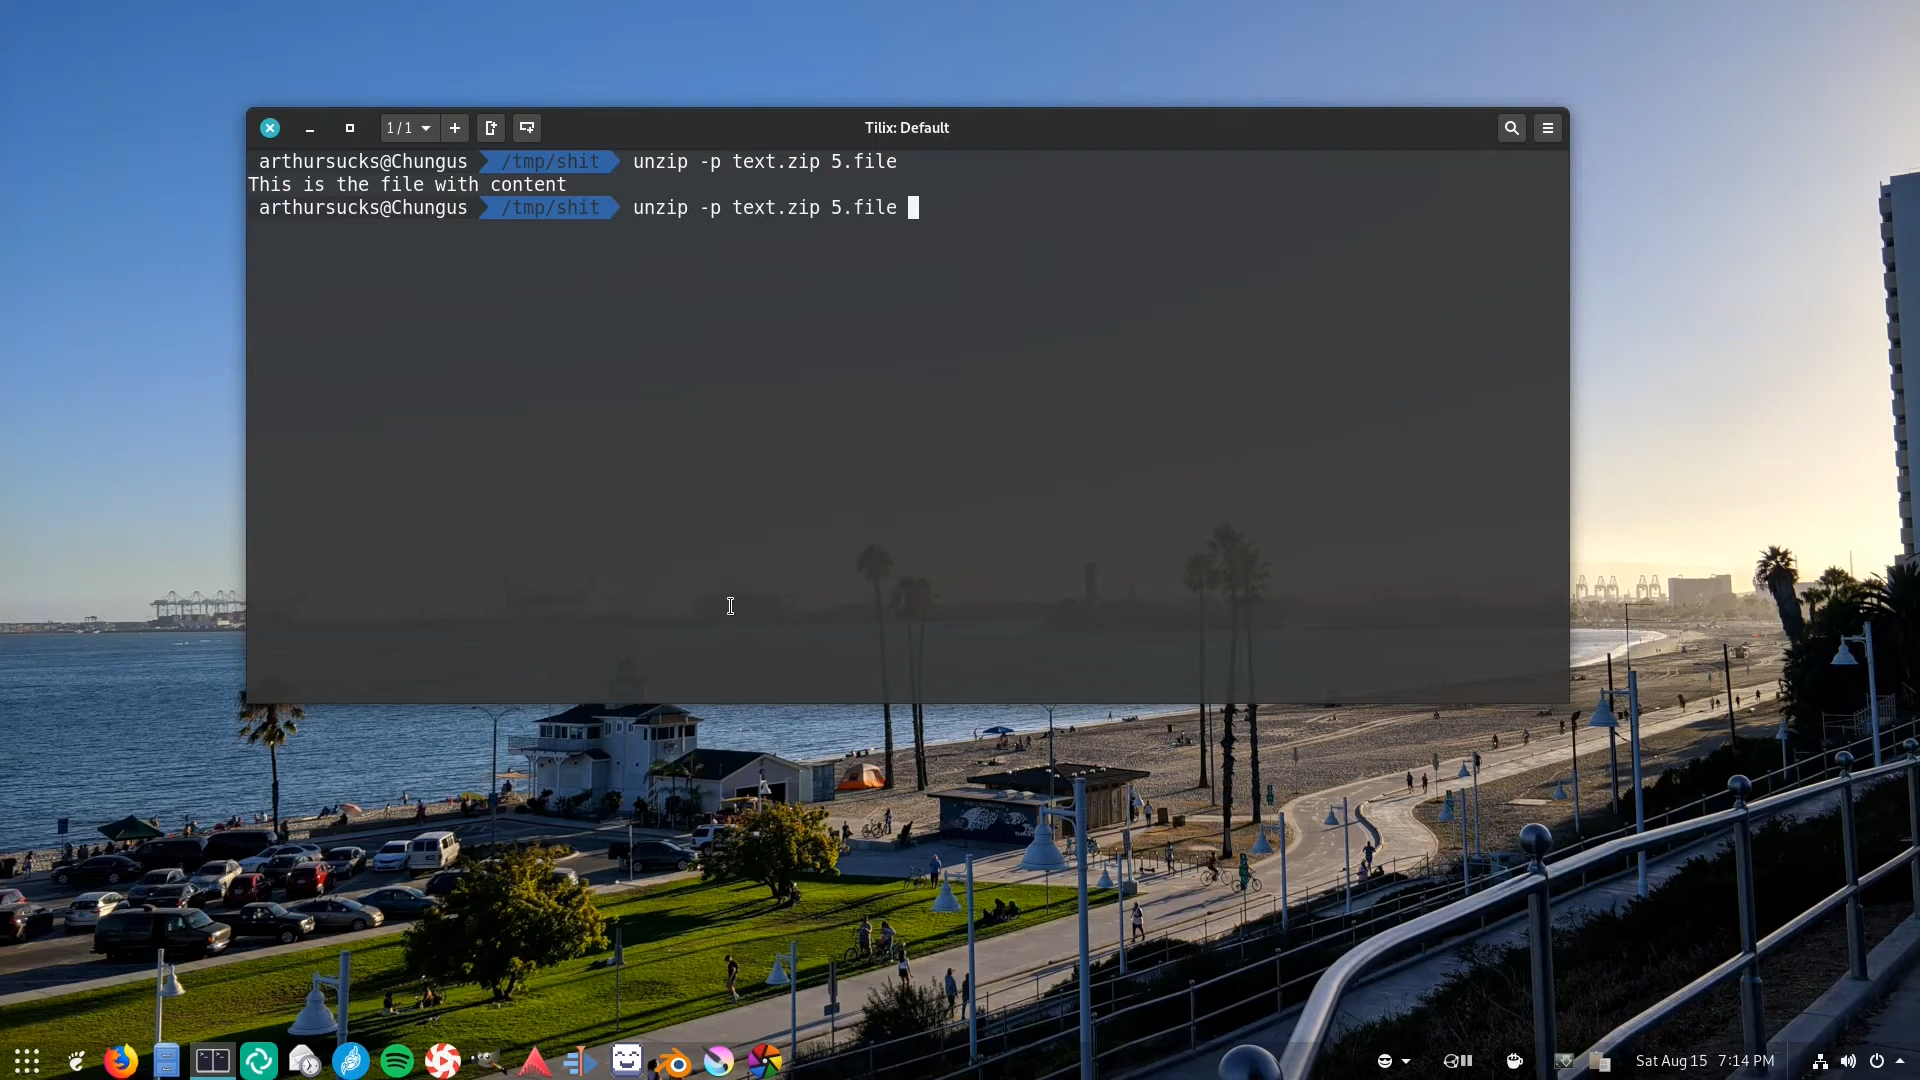 1 / 1
Tilix: Default
arthursucks@Chungus /tmp/shit unzip -p text.zip 5.file
This is the file with content
arthursucks@Chungus /tmp/shit unzip -p text.zip 5.file
Sat Aug 15 7:14 PM